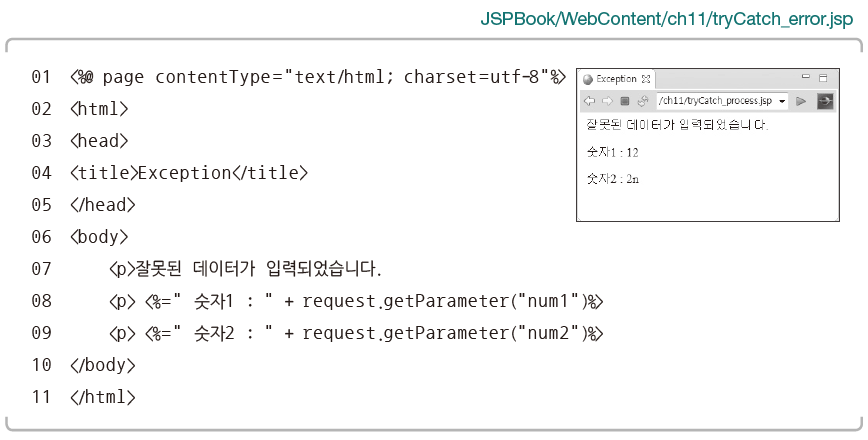 JSPBook/WebContent/ch11/tryCatch_error.jsp
01 <%@ page contentType="text/html; charset=utf-8"%>
02 <html>
03 <head>
04 <title>Exception</title>
05 </head>
06 <body>
07 <p>잘못된 데이터가 입력되었습니다.
08 <p> <%=" 숫자1 : " + request.getParameter("num1")%>
09 <p> <%=" 숫자2 : " + request.getParameter("num2")%>
10 </body>
11 </html>
Exception
/ch11/tryCatch_process.jsp
잘못된 데이터가 입력되었습니다.
숫자1 : 12
숫자2 : 2n